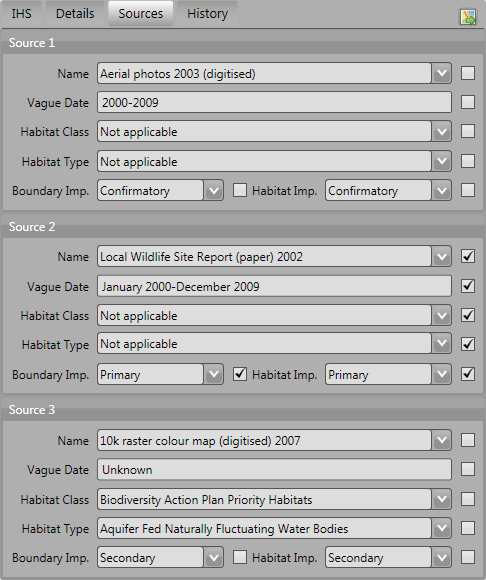 IHS Details Sources History
Source 1
Name Aerial photos 2003 (digitised)
Vague Date 2000-2009
Habitat Class Not applicable
Habitat Type Not applicable
Boundary Imp. Confirmatory Habitat Imp. Confirmatory
Source 2
Name Local Wildlife Site Report (paper) 2002
Vague Date January 2000-December 2009
Habitat Class Not applicable
Habitat Type Not applicable
Boundary Imp. Primary Habitat Imp. Primary
Source 3
Name 10k raster colour map (digitised) 2007
Vague Date Unknown
Habitat Class Biodiversity Action Plan Priority Habitats
Habitat Type Aquifer Fed Naturally Fluctuating Water Bodies
Boundary Imp. Secondary Habitat Imp. Secondary